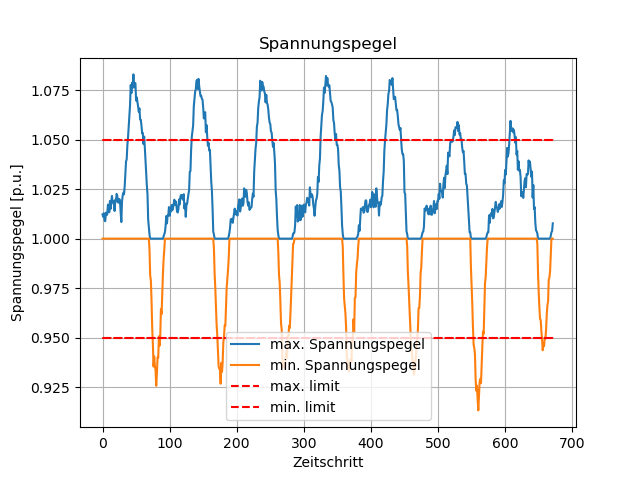 Spannungspegel
Spannungspegel [p.u.]
1.075
1.050
1.025
1.000
0.975
0.950
0.925
max. Spannungspegel
min. Spannungspegel
max. limit
min. limit
0 100 200 300 400 500 600 700
Zeitschritt